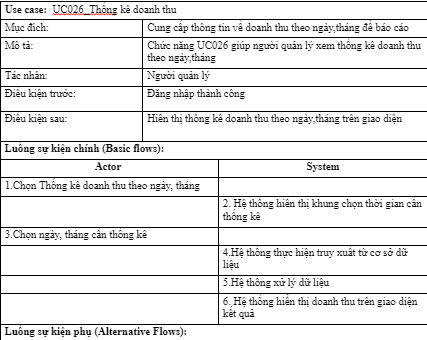 Use case: UC026_Thống kê doanh thu
Mục đích: Cung cấp thông tin về doanh thu theo ngày,tháng để báo cáo
Mô tả: Chức năng UC026 giúp người quản lý xem thống kê doanh thu
theo ngày,tháng
Tác nhân: Người quản lý
Điều kiện trước: Đăng nhập thành công
Điều kiện sau: Hiển thị thống kê doanh thu theo ngày,tháng trên giao diện
Luồng sự kiện chính (Basic flows):
Actor System
1.Chọn Thống kê doanh thu theo ngày, tháng
2. Hệ thống hiển thị khung chọn thời gian cần
thống kê
3.Chọn ngày, tháng cần thống kê
4.Hệ thống thực hiện truy xuất từ cơ sở dữ
liệu
5.Hệ thống xử lý dữ liệu
6. Hệ thống hiển thị doanh thu trên giao diện
kết quả
Luồng sự kiện phụ (Alternative Flows):